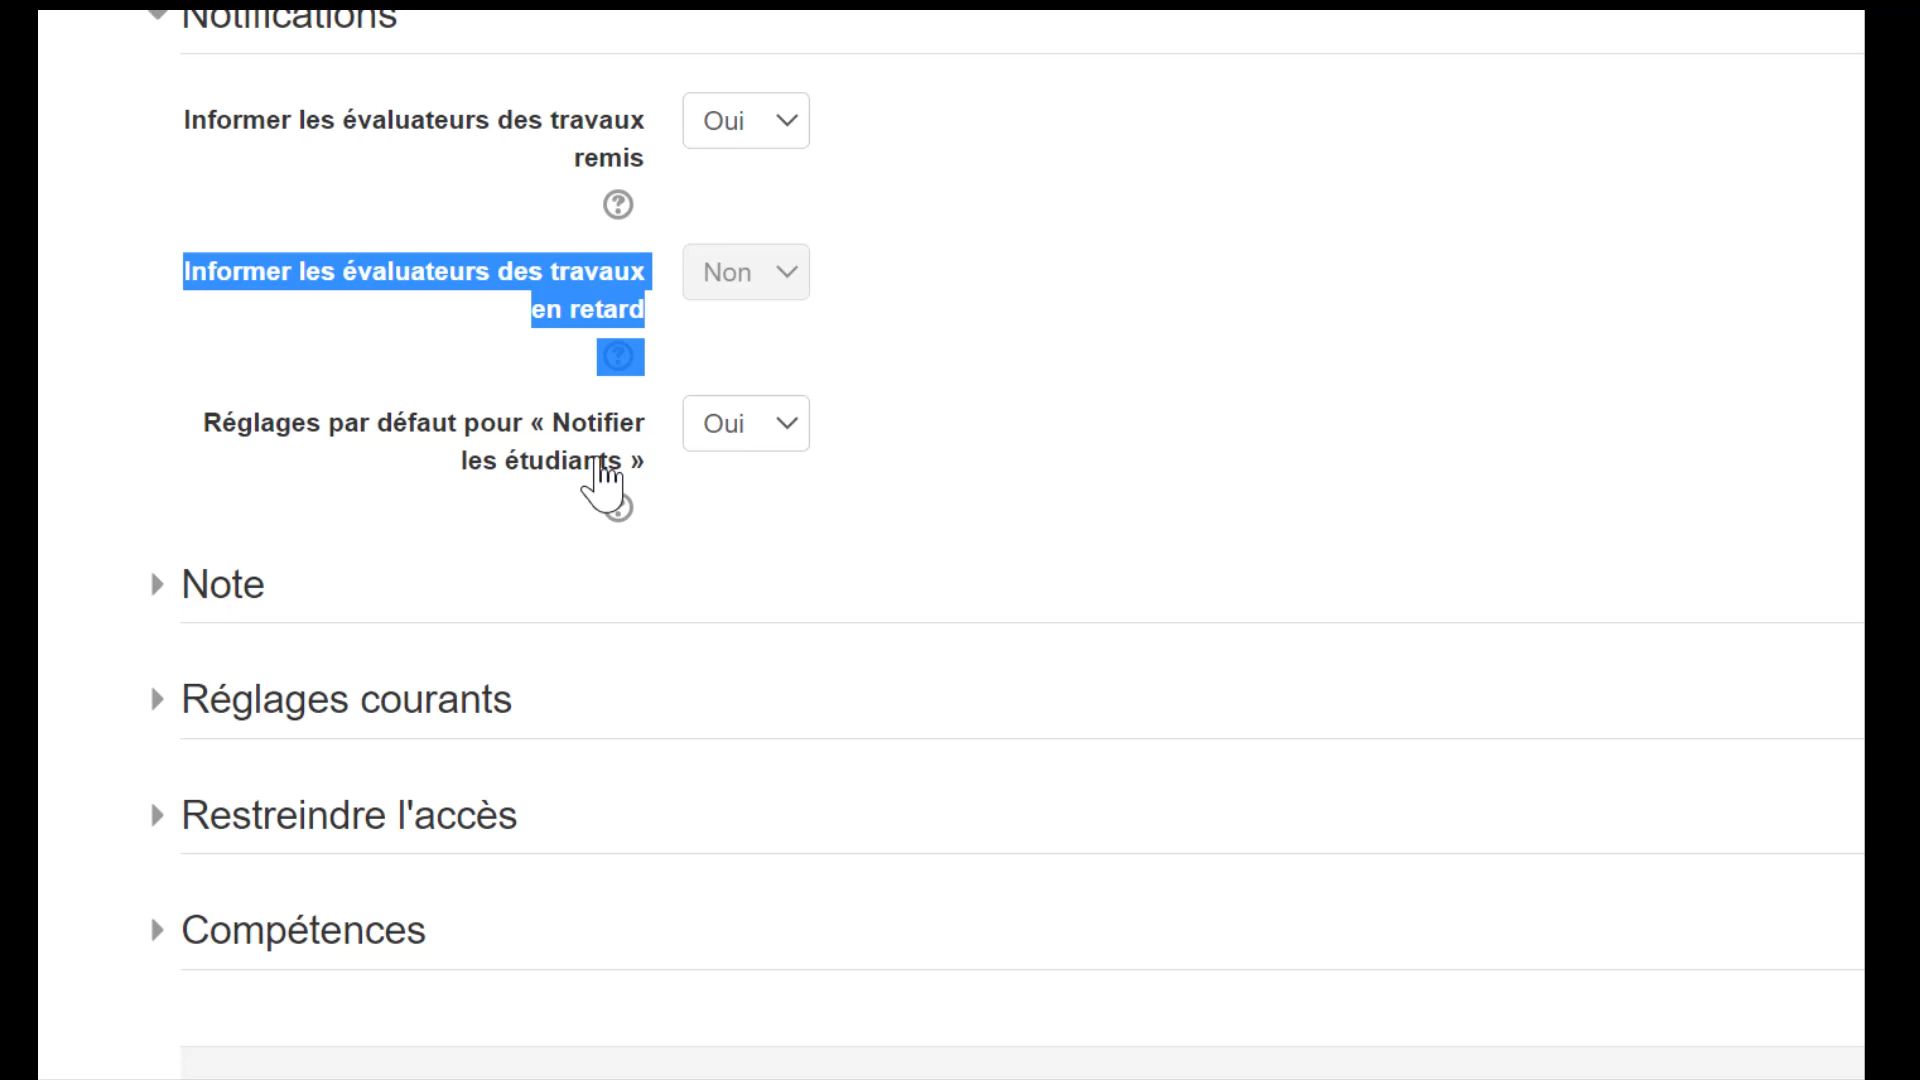 Notifications
Informer les évaluateurs des travaux
remis
Oui
Informer les évaluateurs des travaux
en retard
Non
Réglages par défaut pour « Notifier
les étudiants »
Oui
Note
Réglages courants
Restreindre l'accès
Compétences